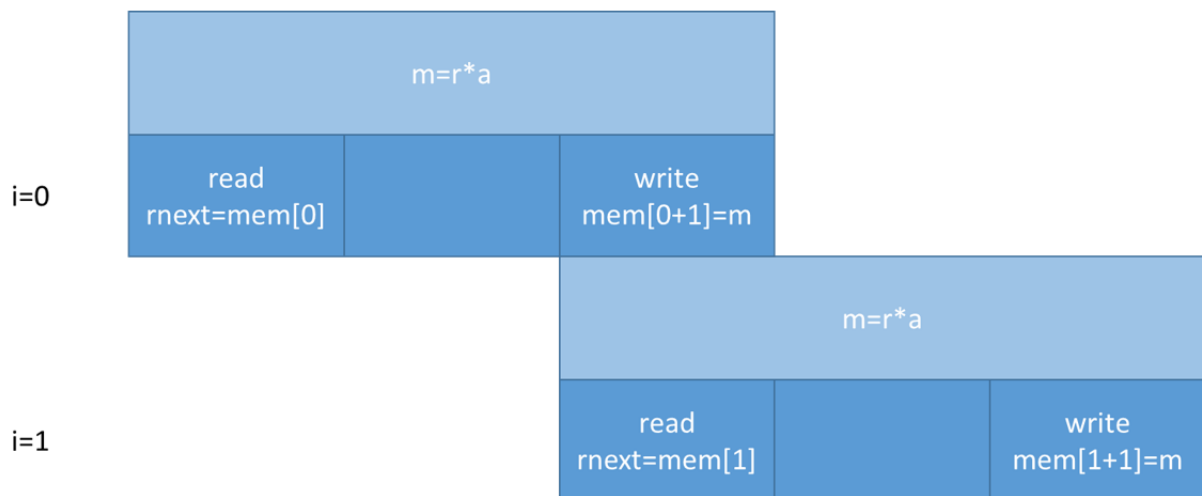 m=r*a
i=0
read
rnext=mem[0]
write
mem[0+1]=m
m=r*a
i=1
read
rnext=mem[1]
write
mem[1+1]=m